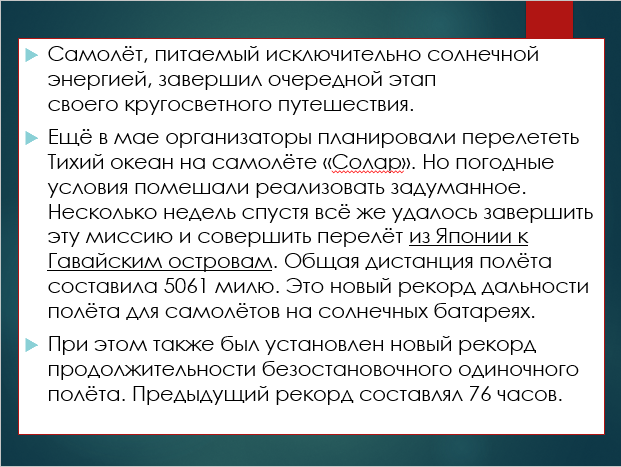 Самолёт, питаемый исключительно солнечной
энергией, завершил очередной этап
своего кругосветного путешествия.
Ещё в мае организаторы планировали перелететь
Тихий океан на самолёте «Солар». Но погодные
условия помешали реализовать задуманное.
Несколько недель спустя всё же удалось завершить
эту миссию и совершить перелёт из Японии к
Гавайским островам. Общая дистанция полёта
составила 5061 милю. Это новый рекорд дальности
полёта для самолётов на солнечных батареях.
При этом также был установлен новый рекорд
продолжительности безостановочного одиночного
полёта. Предыдущий рекорд составлял 76 часов.